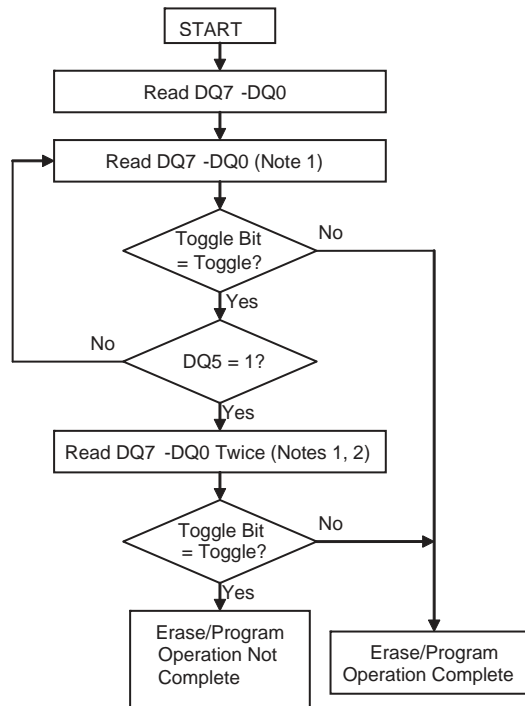 START
Read DQ7 -DQ0
Read DQ7 -DQ0 (Note 1)
Toggle Bit
= Toggle?
No
Yes
No
DQ5 = 1?
Yes
Read DQ7 -DQ0 Twice (Notes 1, 2)
Toggle Bit
= Toggle?
No
Yes
Erase/Program
Operation Not
Complete
Erase/Program
Operation Complete